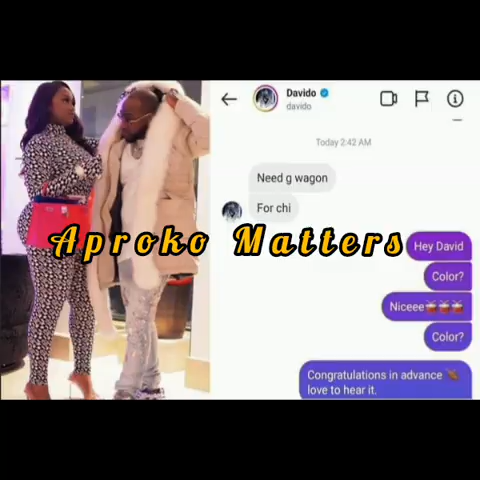 Davido
davido
Today 2:42 AM
Need g wagon
For chi
Aproko Matters
Hey David
Color?
Niceee
Color?
Congratulations in advance
love to hear it.